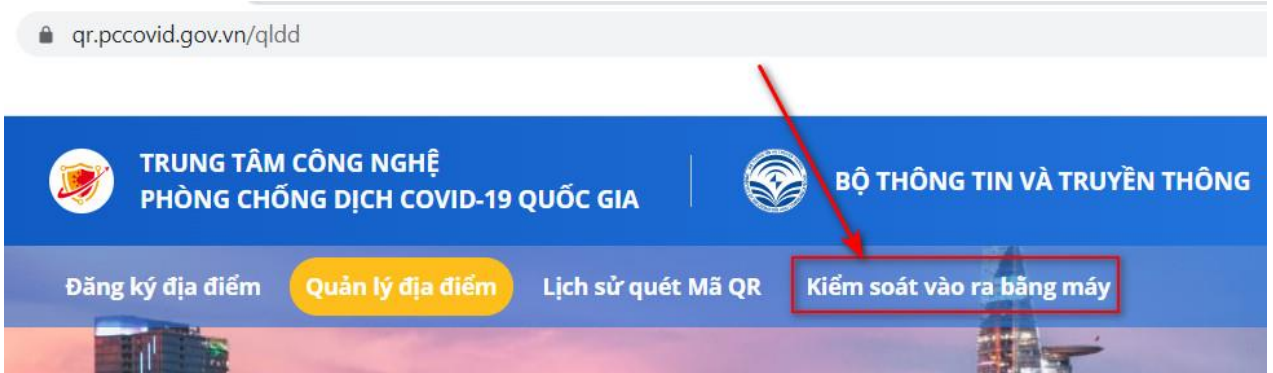 qr.pccovid.gov.vn/qldd
TRUNG TÂM CÔNG NGHỆ
PHÒNG CHỐNG DỊCH COVID-19 QUỐC GIA
BỘ THÔNG TIN VÀ TRUYỀN THÔNG
Đăng ký địa điểm Quản lý địa điểm Lịch sử quét Mã QR Kiểm soát vào ra bằng máy